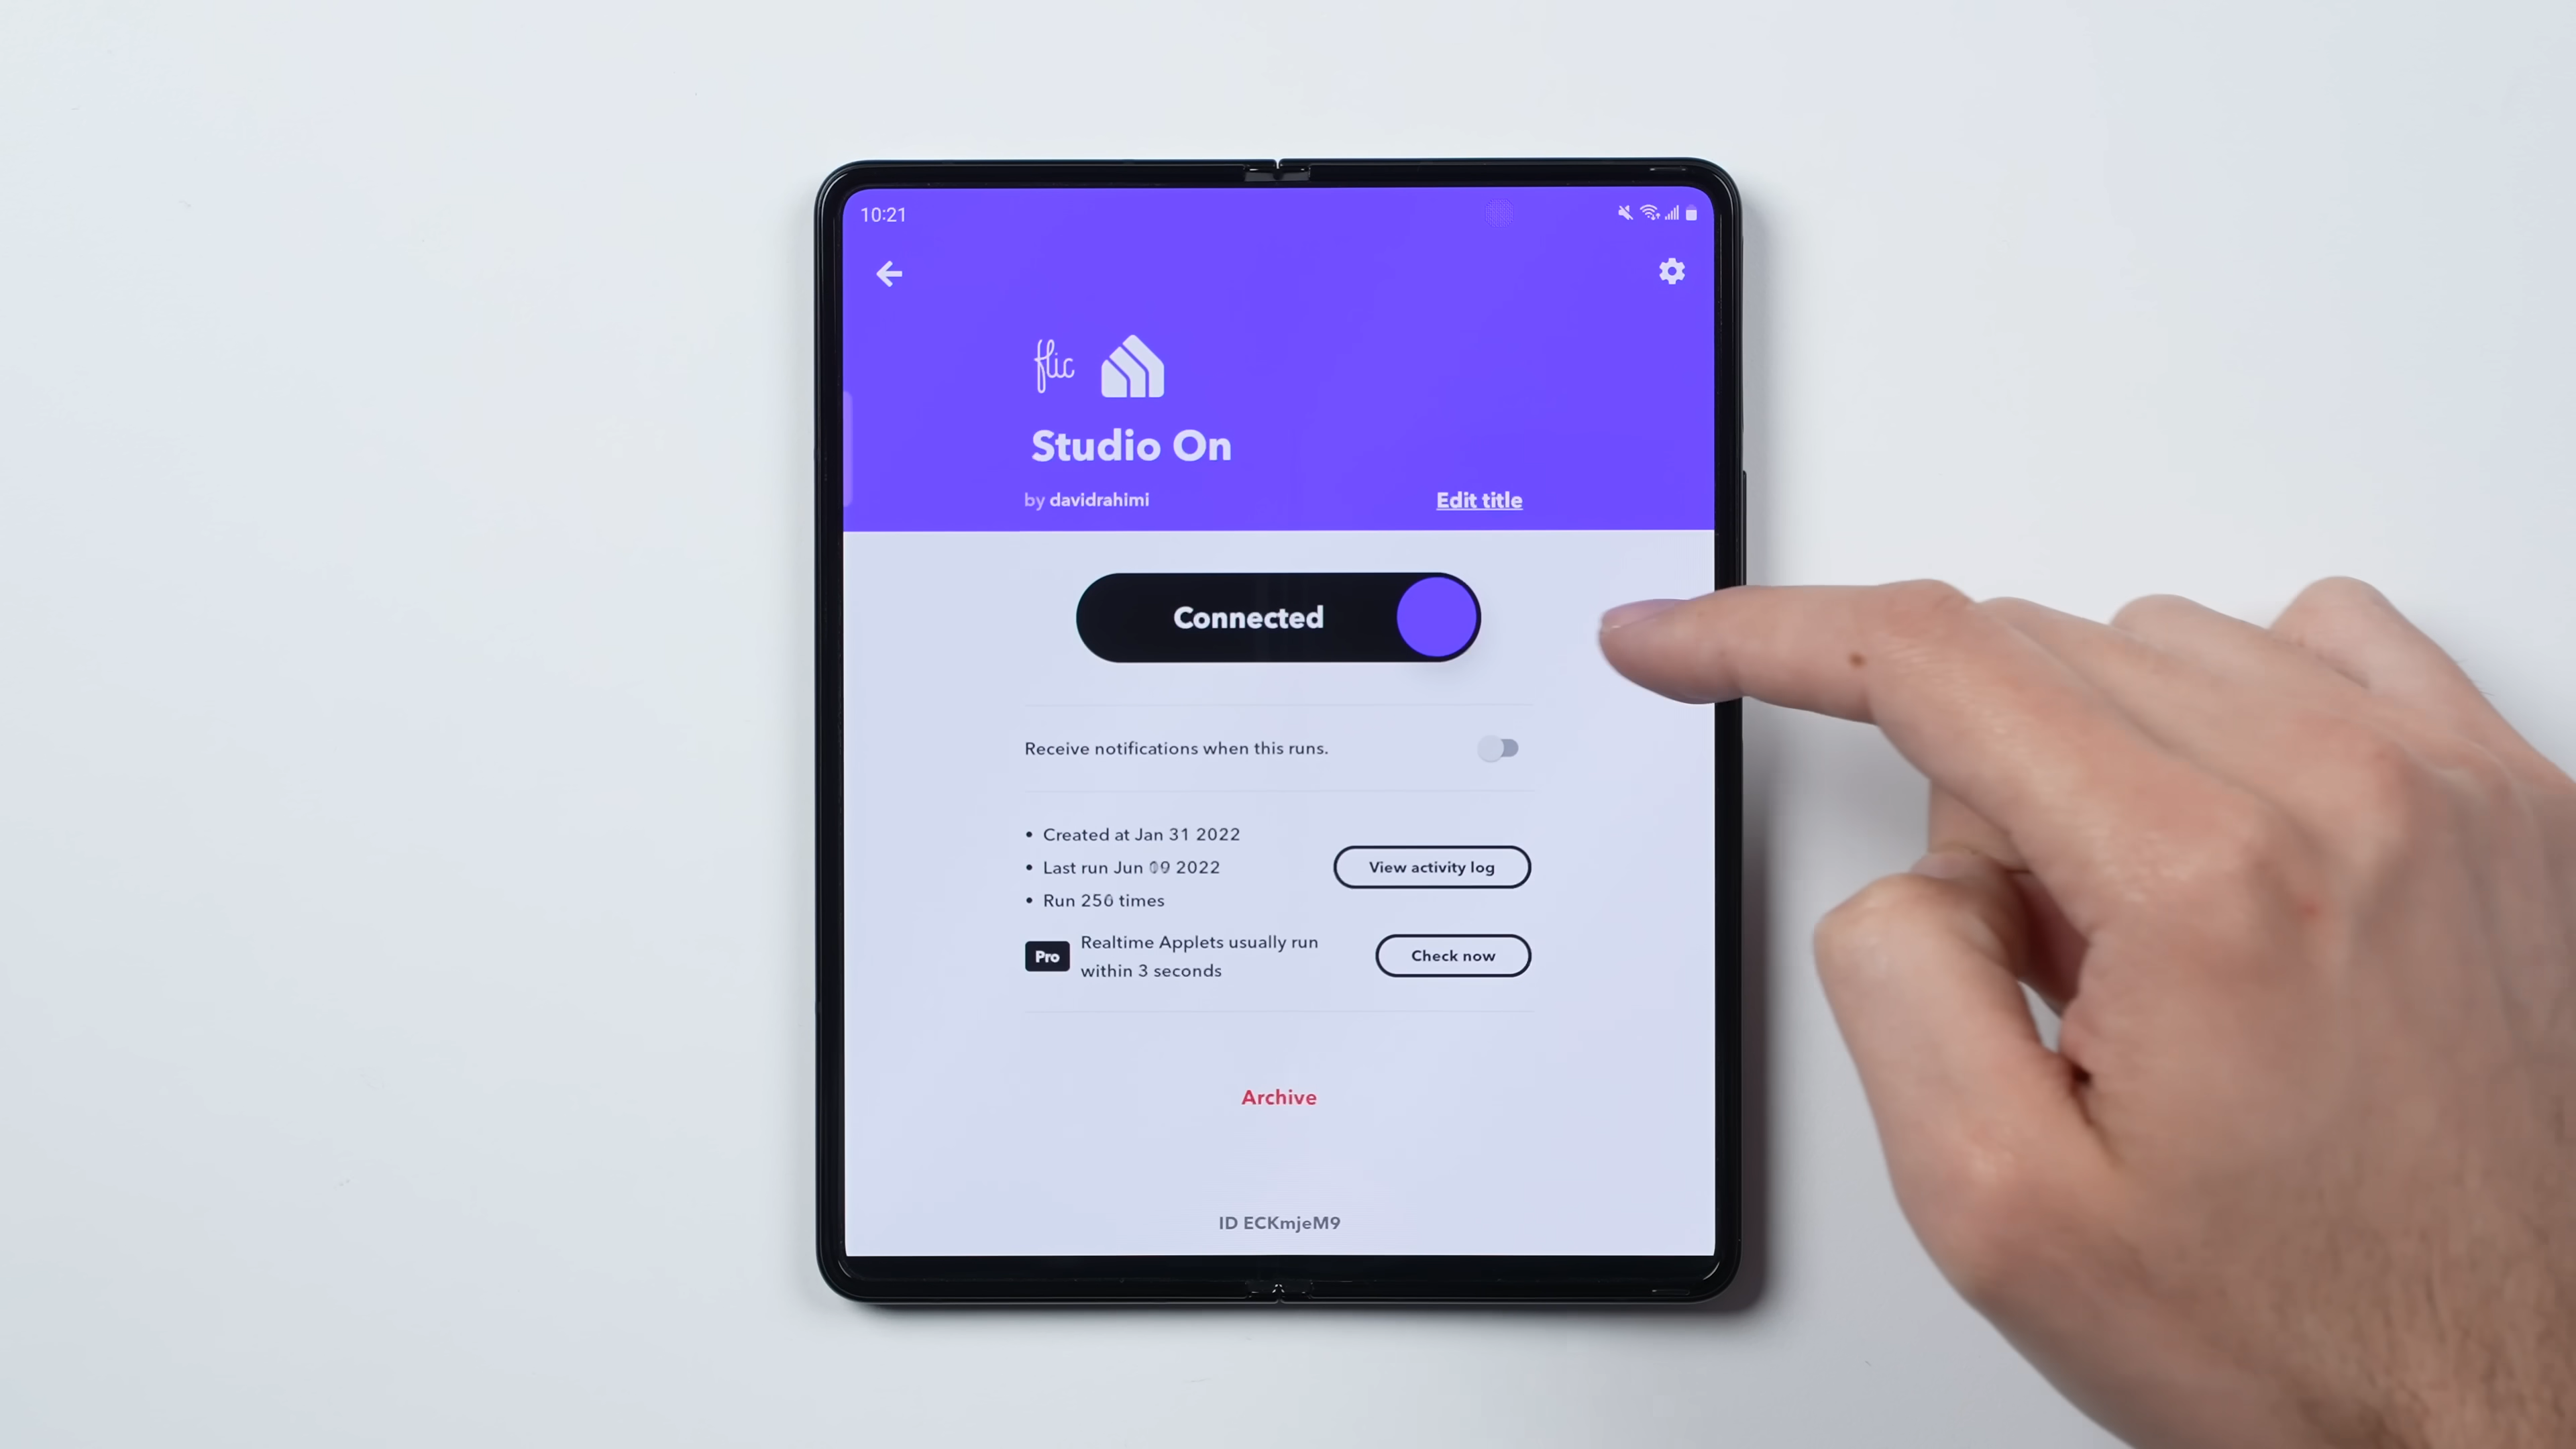 10:21
flic
Studio On
by davidrahimi
Edit title
Connected
Receive notifications when this runs.
• Created at Jan 31 2022
• Last run Jun 09 2022
• Run 256 times
View activity log
Pro
Realtime Applets usually run
within 3 seconds
Check now
Archive
ID ECKmjeM9